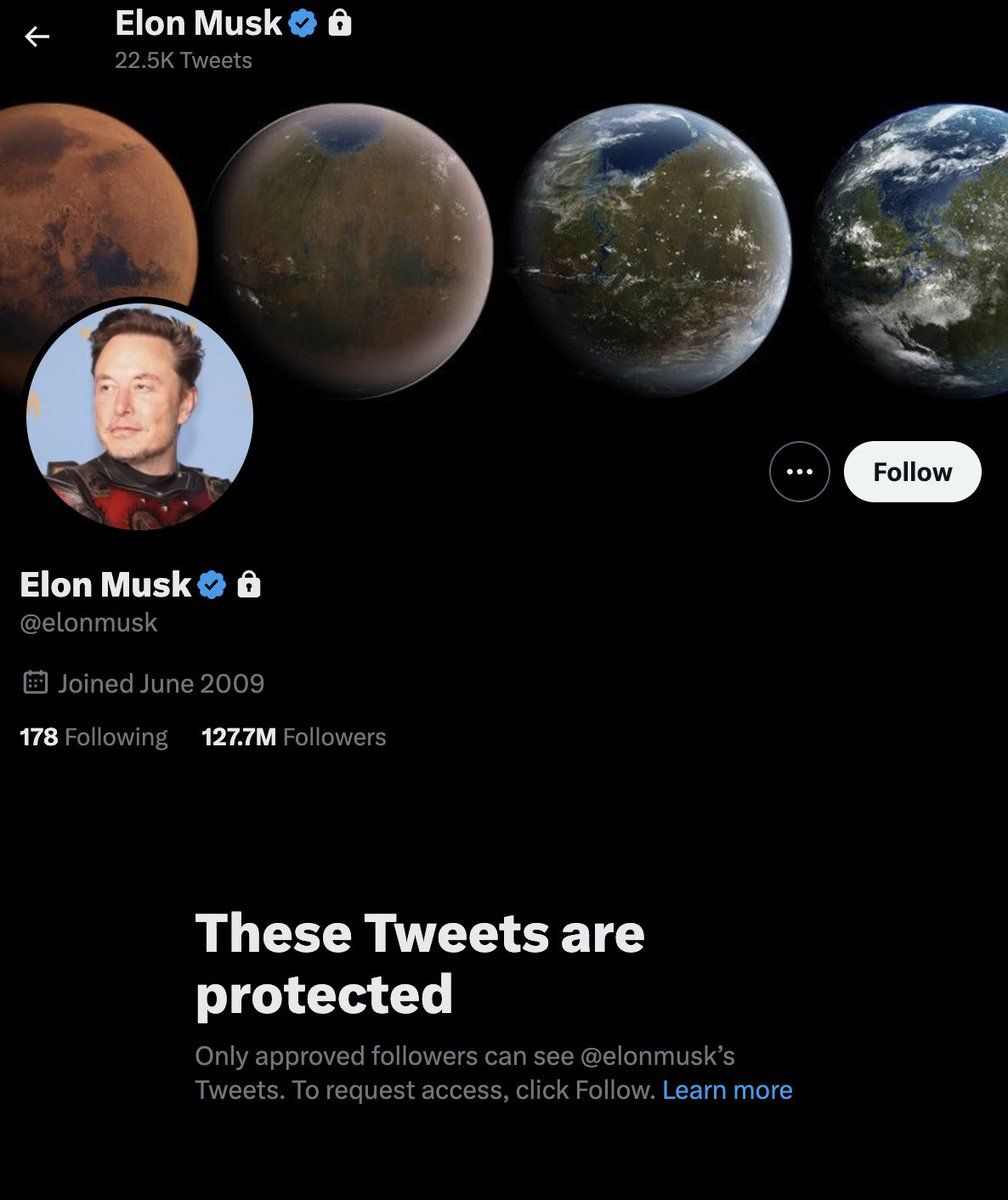 Elon Musk
22.5K Tweets
Follow
Elon Musk
@elonmusk
Joined June 2009
178 Following 127.7M Followers
These Tweets are
protected
Only approved followers can see @elonmusk’s
Tweets. To request access, click Follow. Learn more